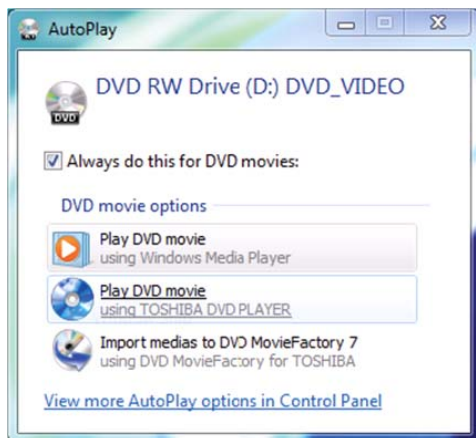 AutoPlay
DVD RW Drive (D:) DVD_VIDEO
DVD
Always do this for DVD movies:
DVD movie options
Play DVD movie
using Windows Media Player
Play DVD movie
using TOSHIBA DVD PLAYER
Import medias to DVD MovieFactory 7
using DVD MovieFactory for TOSHIBA
View more AutoPlay options in Control Panel